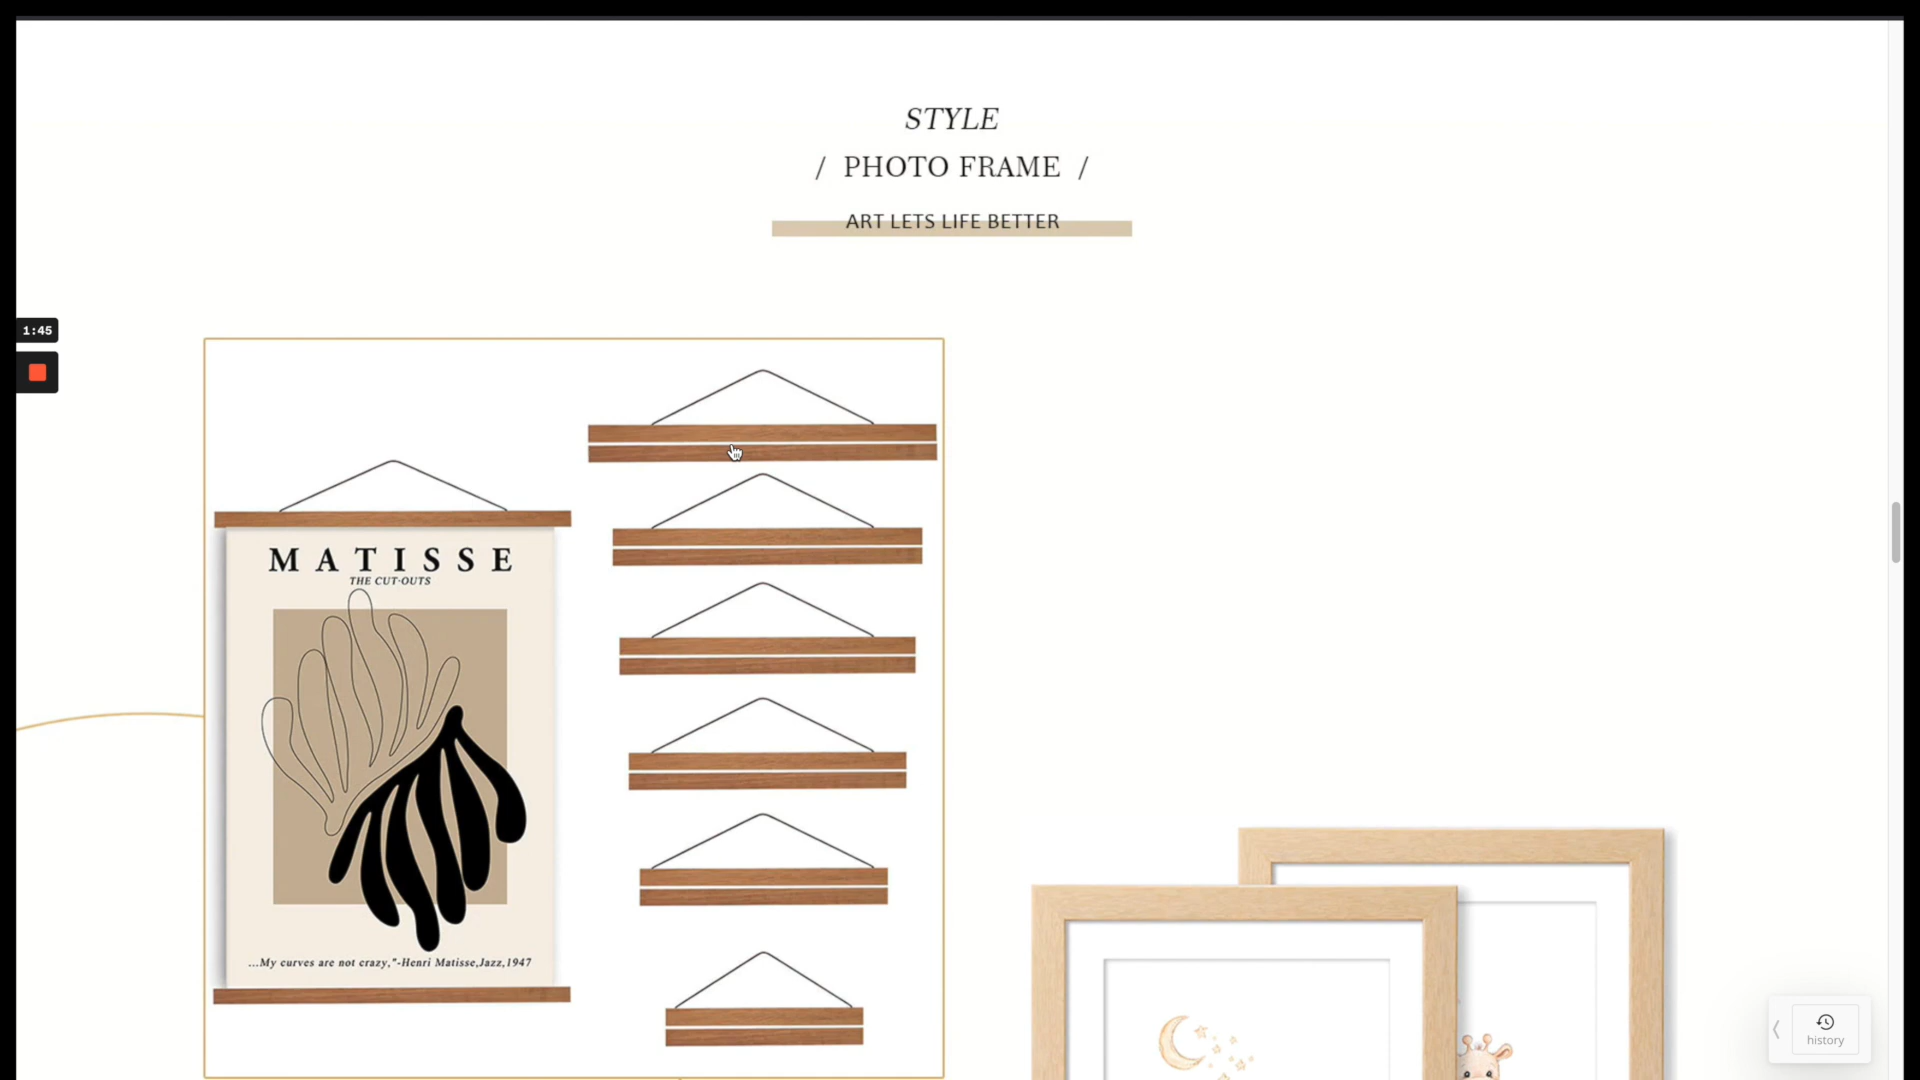 STYLE
/ PHOTO FRAME /
ART LETS LIFE BETTER
1:45
MATISSE
THE CUT-OUTS
...My curves are not crazy,"-Henri Matisse,Jazz,1947
history